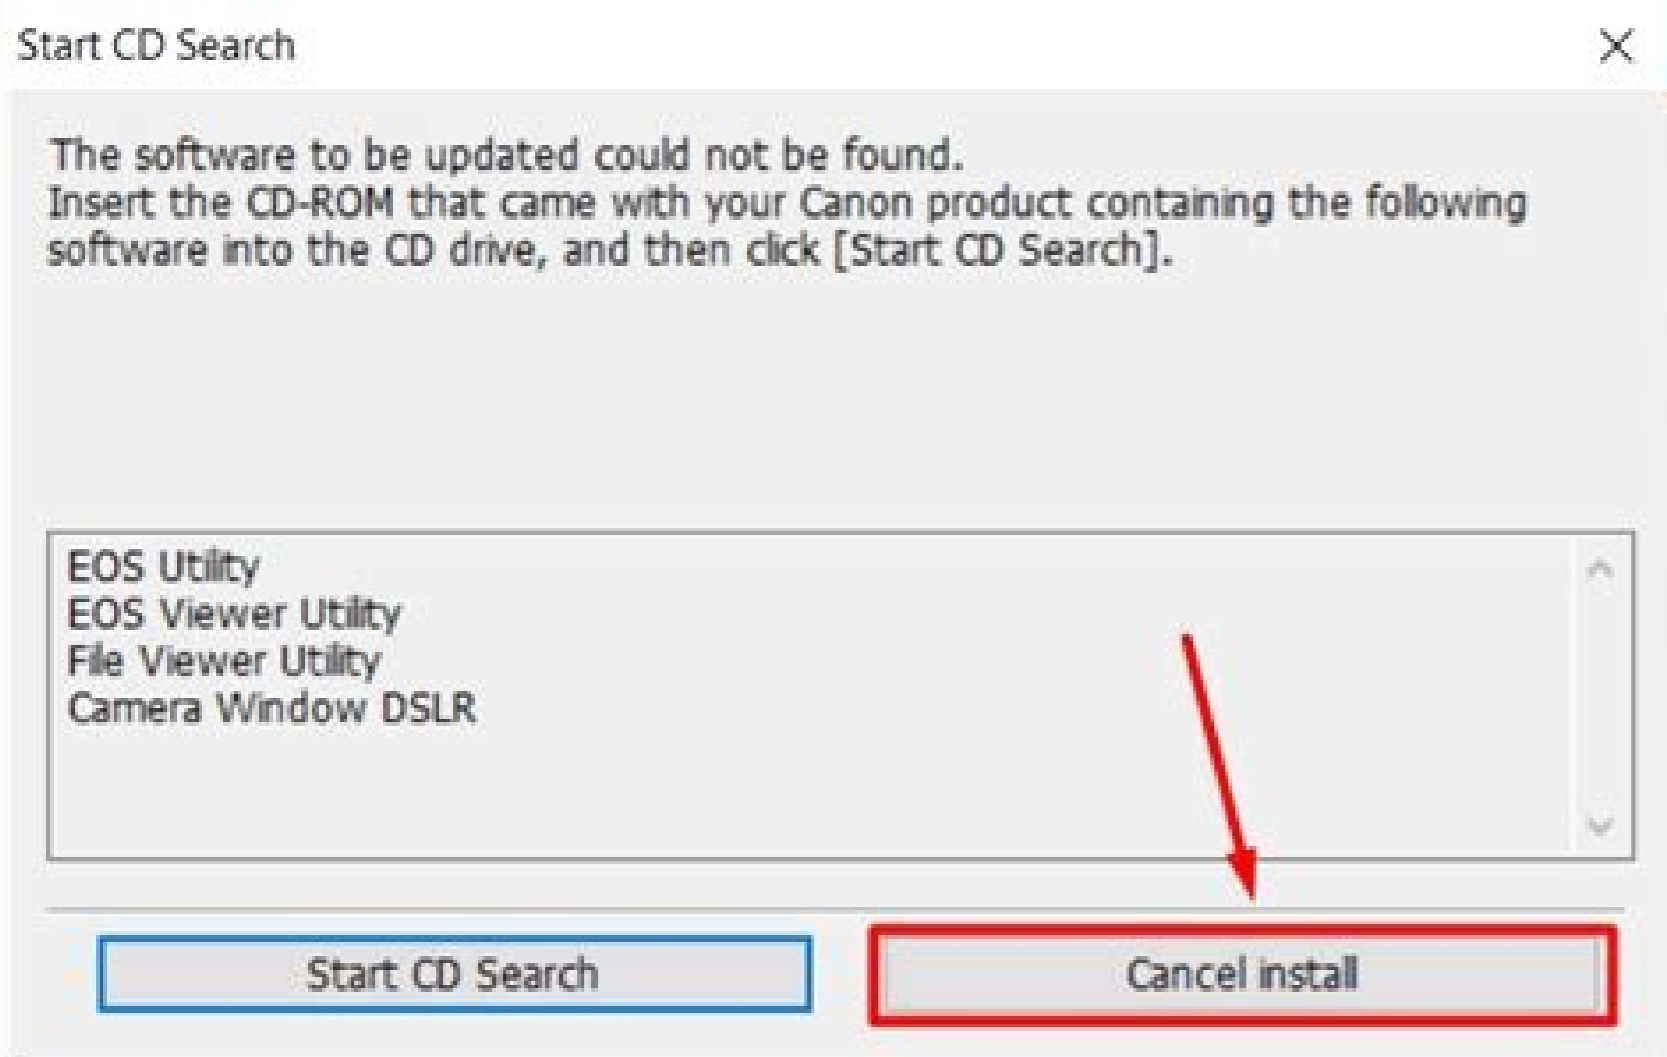 Start CD Search
The software to be updated could not be found.
Insert the CD-ROM that came with your Canon product containing the following
software into the CD drive, and then click [Start CD Search].
EOS Utility
EOS Viewer Utility
File Viewer Utility
Camera Window DSLR
Start CD Search
Cancel install